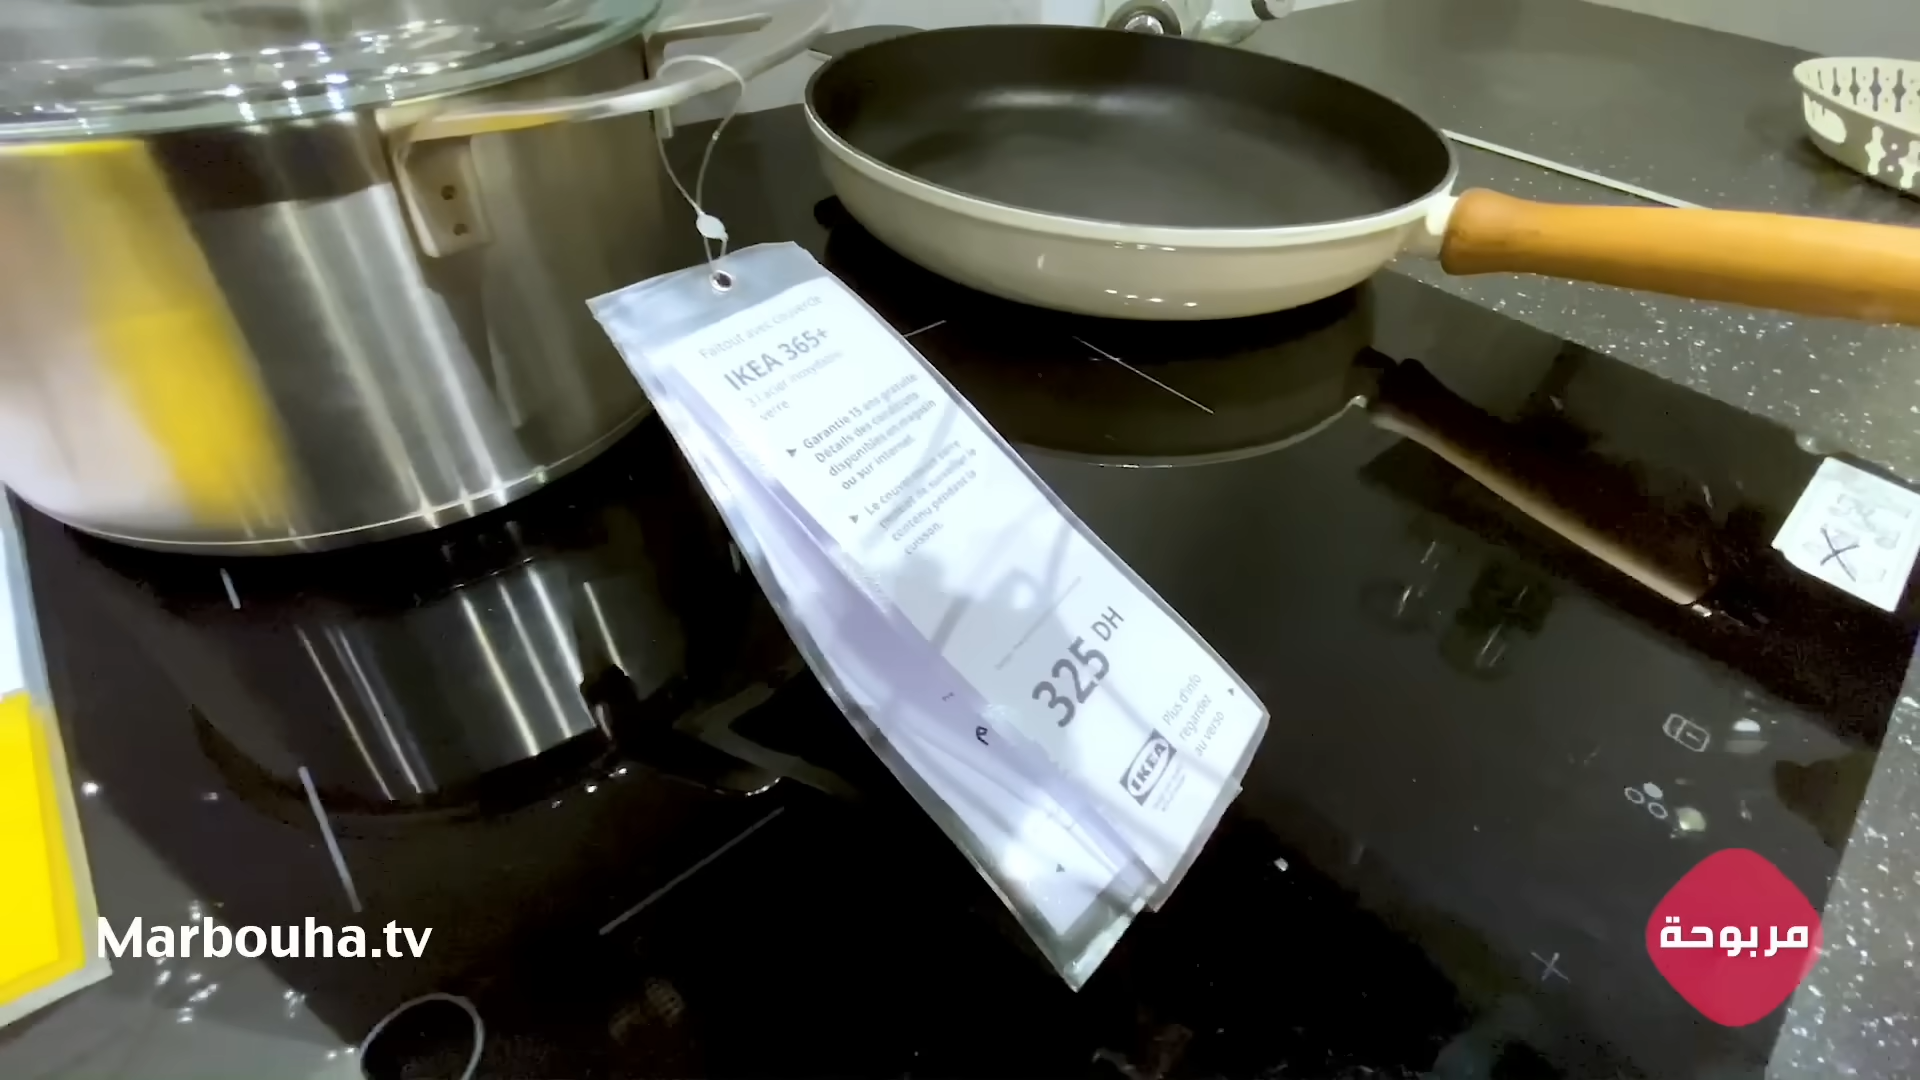 Faitout avec couvercle
IKEA 365+
3 l acier inoxydable/
verre
Garantie 15 ans gratuite
Détails des conditions
disponibles en magasin
ou sur internet.
Le couvercle en verre
permet de surveiller le
contenu pendant la
cuisson.
325 DH
Plus d'info
regardez
au verso
IKEA
Marbouha.tv
مربوحة